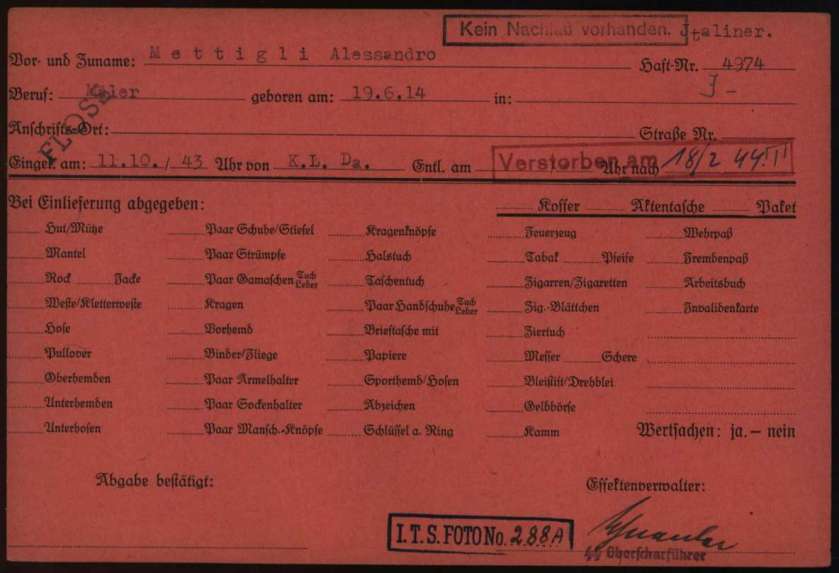 Kein Nachlaß vorhanden. Jtaliner.
Vor- und Zuname: Mettigli Alessandro Haft-Nr. 4974
Beruf: Maler geboren am: 19.6.14 in: J-
FLOSS
Anschrifts-Ort: Straße Nr.
Eingel. am: 11.10./43 Uhr von K.L. Da. Entl. am Uhr nach
Verstorben am 18/2 44.
Bei Einlieferung abgegeben: Koffer Aktentasche Paket
Hut/Mütze Paar Schuhe/Stiefel Kragenknöpfe Feuerzeug Wehrpaß
Mantel Paar Strümpfe Halstuch Tabak Pfeife Fremdenpaß
Rock Jacke Paar Gamaschen Tuch Leder Taschentuch Zigarren/Zigaretten Arbeitsbuch
Weste/Kletterweste Kragen Paar Handschuhe Tuch Leder Zig.-Blättchen Invalidenkarte
Hose Vorhemd Brieftasche mit Ziertuch
Pullover Binder/Fliege Papiere Messer Schere
Oberhemden Paar Ärmelhalter Sporthemd/Hosen Bleistift/Drehblei
Unterhemden Paar Sockenhalter Abzeichen Geldbörse
Unterhosen Paar Mansch.-Knöpfe Schlüssel a. Ring Kamm Wertsachen: ja.- nein
Abgabe bestätigt: Effektenverwalter:
I.T.S. FOTO No. 288A
SS Oberscharführer